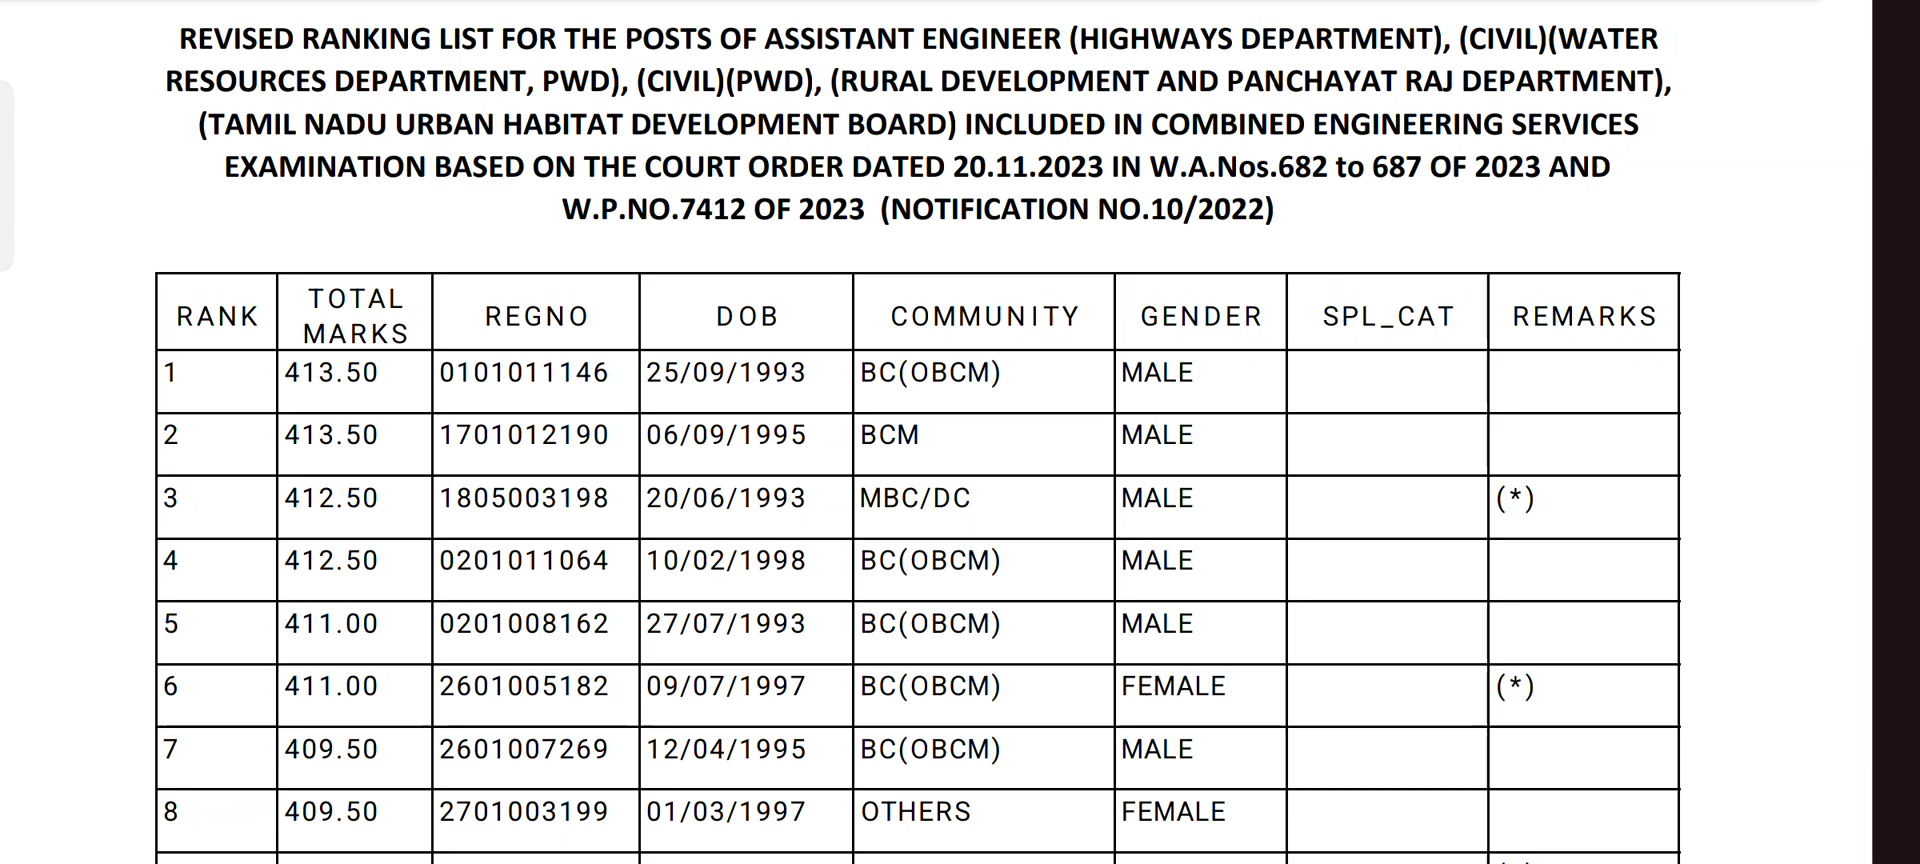 REVISED RANKING LIST FOR THE POSTS OF ASSISTANT ENGINEER (HIGHWAYS DEPARTMENT), (CIVIL)(WATER
RESOURCES DEPARTMENT, PWD), (CIVIL)(PWD), (RURAL DEVELOPMENT AND PANCHAYAT RAJ DEPARTMENT),
(TAMIL NADU URBAN HABITAT DEVELOPMENT BOARD) INCLUDED IN COMBINED ENGINEERING SERVICES
EXAMINATION BASED ON THE COURT ORDER DATED 20.11.2023 IN W.A.Nos.682 to 687 OF 2023 AND
W.P.NO.7412 OF 2023 (NOTIFICATION NO.10/2022)
RANK TOTAL MARKS REGNO DOB COMMUNITY GENDER SPL_CAT REMARKS
1 413.50 0101011146 25/09/1993 BC(OBCM) MALE
2 413.50 1701012190 06/09/1995 BCM MALE
3 412.50 1805003198 20/06/1993 MBC/DC MALE (*)
4 412.50 0201011064 10/02/1998 BC(OBCM) MALE
5 411.00 0201008162 27/07/1993 BC(OBCM) MALE
6 411.00 2601005182 09/07/1997 BC(OBCM) FEMALE (*)
7 409.50 2601007269 12/04/1995 BC(OBCM) MALE
8 409.50 2701003199 01/03/1997 OTHERS FEMALE